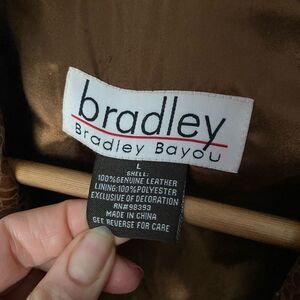 bradley
Bradley Bayou
L
SHELL:
100%GENUINE LEATHER
LINING:100%POLYESTER
EXCLUSIVE OF DECORATION
RN#98393
MADE IN CHINA
SEE REVERSE FOR CARE